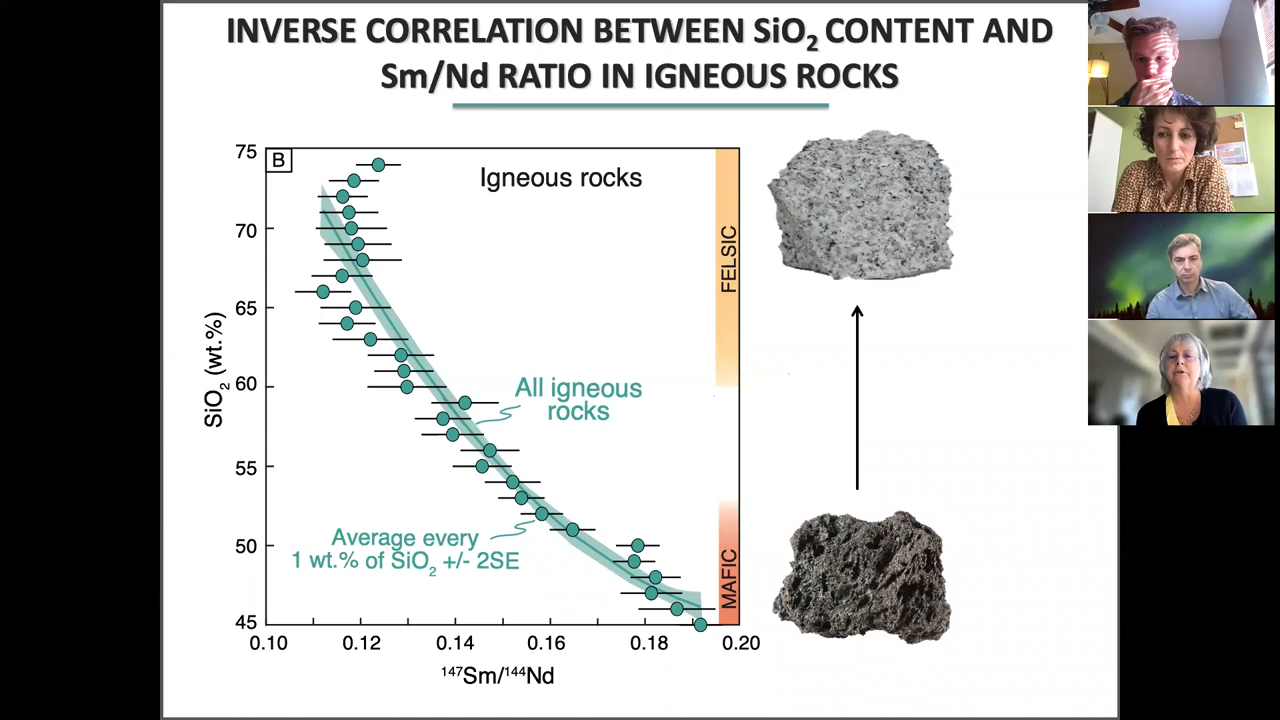 INVERSE CORRELATION BETWEEN SiO₂ CONTENT AND
Sm/Nd RATIO IN IGNEOUS ROCKS
B
Igneous rocks
75
70
65
60
55
50
45
SiO₂ (wt.%)
All igneous
rocks
Average every
1 wt.% of SiO₂ +/- 2SE
FELSIC
MAFIC
0.10 0.12 0.14 0.16 0.18 0.20
¹⁴⁷Sm/¹⁴⁴Nd